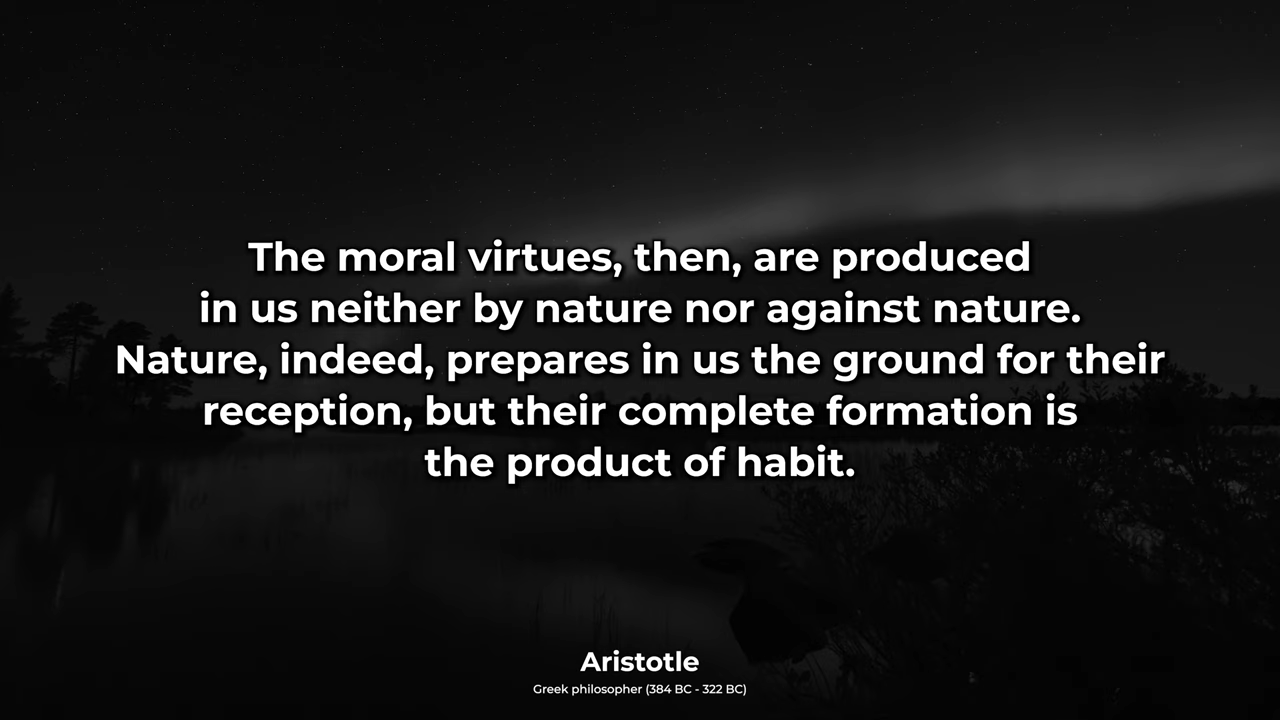 The moral virtues, then, are produced
in us neither by nature nor against nature.
Nature, indeed, prepares in us the ground for their
reception, but their complete formation is
the product of habit.
Aristotle
Greek philosopher (384 BC - 322 BC)